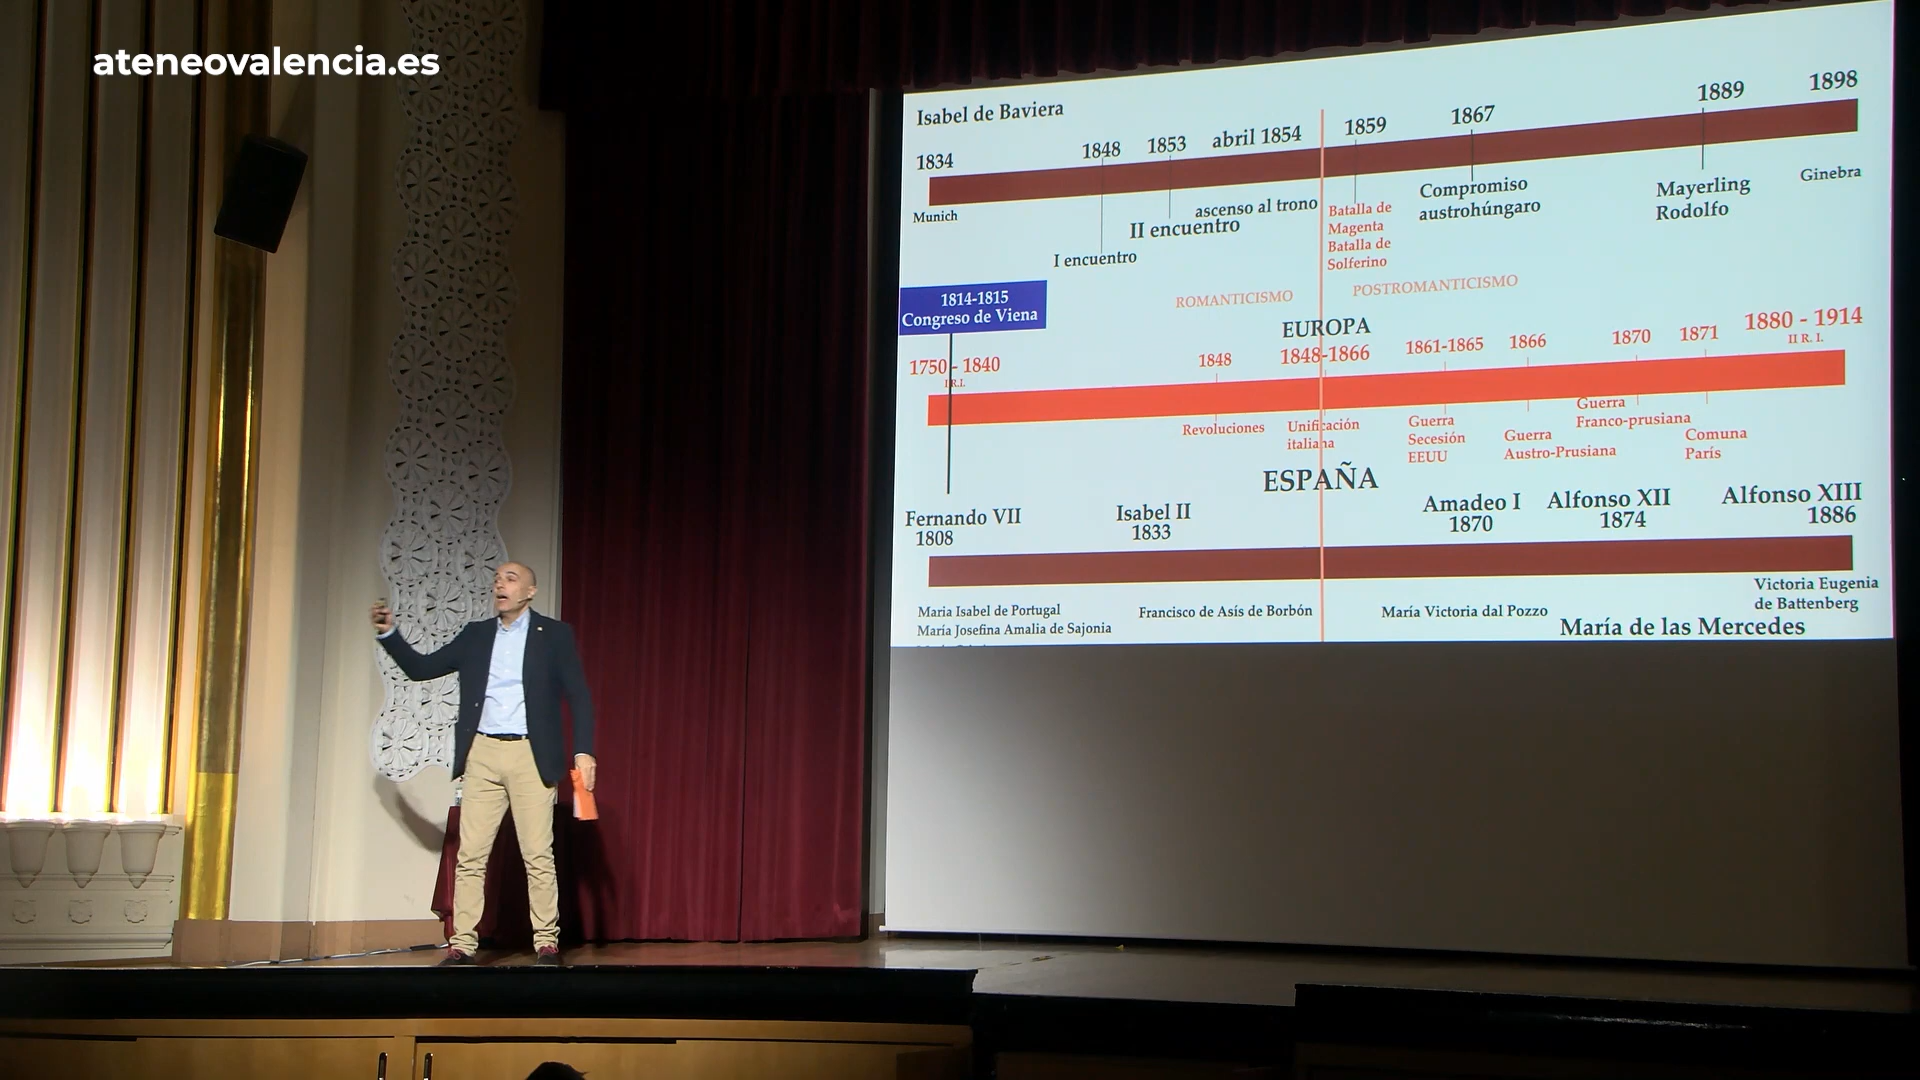 ateneovalencia.es
Isabel de Baviera
1834
1848
1853
abril 1854
1859
1867
1889
1898
Munich
I encuentro
II encuentro
ascenso al trono
Batalla de
Magenta
Batalla de
Solferino
Compromiso
austrohúngaro
Mayerling
Rodolfo
Ginebra
1814-1815
Congreso de Viena
ROMANTICISMO
POSTROMANTICISMO
EUROPA
1750 - 1840
I R.I.
1848
1848-1866
1861-1865
1866
1870
1871
1880 - 1914
II R. I.
Revoluciones
Unificación
italiana
Guerra
Secesión
EEUU
Guerra
Austro-Prusiana
Guerra
Franco-prusiana
Comuna
París
ESPAÑA
Fernando VII
1808
Isabel II
1833
Amadeo I
1870
Alfonso XII
1874
Alfonso XIII
1886
Maria Isabel de Portugal
María Josefina Amalia de Sajonia
Francisco de Asís de Borbón
María Victoria dal Pozzo
María de las Mercedes
Victoria Eugenia
de Battenberg